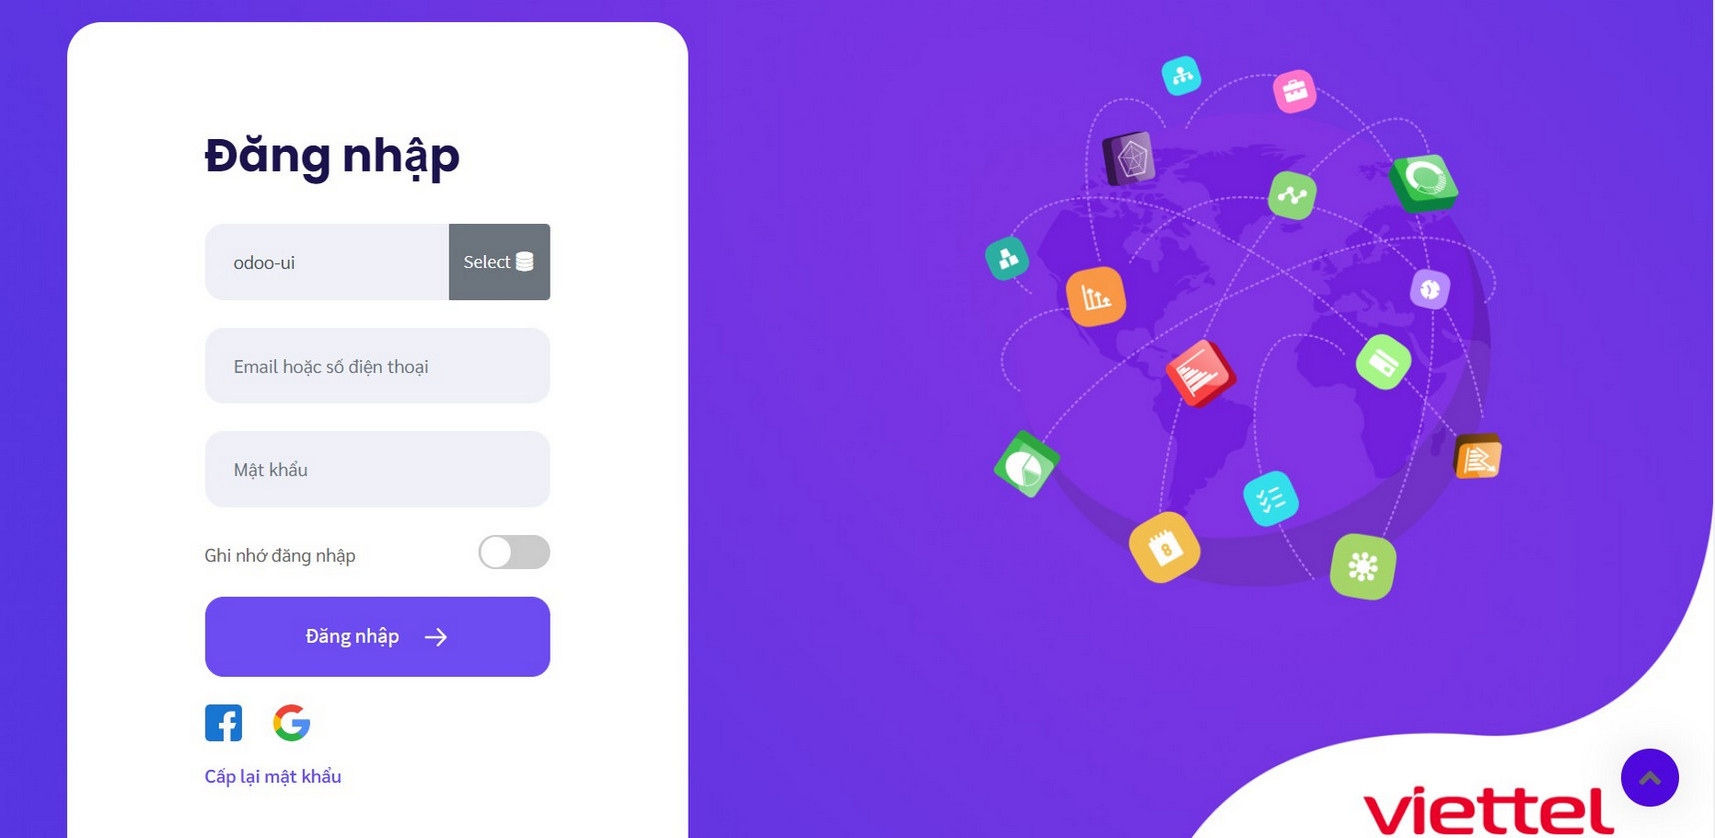 Đăng nhập
odoo-ui
Select
Email hoặc số điện thoại
Mật khẩu
Ghi nhớ đăng nhập
Đăng nhập
Cấp lại mật khẩu
8
viettel